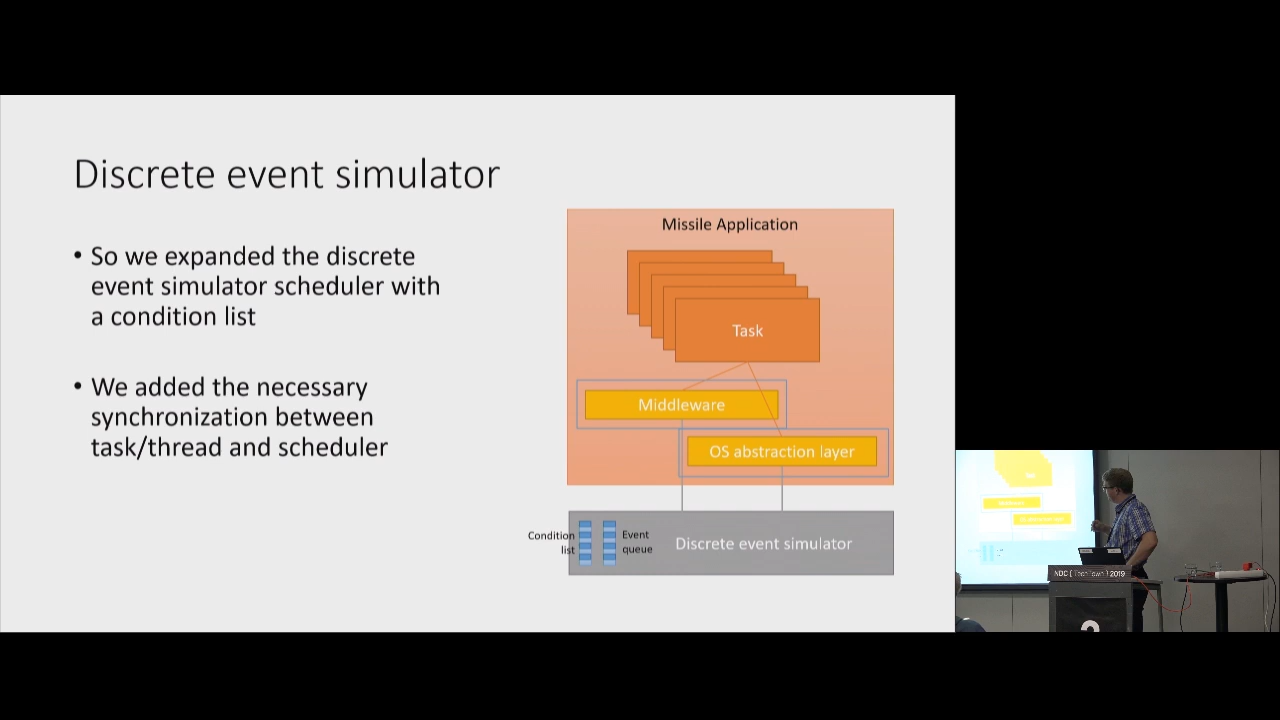 Discrete event simulator
• So we expanded the discrete
event simulator scheduler with
a condition list
• We added the necessary
synchronization between
task/thread and scheduler
Missile Application
Task
Middleware
OS abstraction layer
Condition
list
Event
queue
Discrete event simulator
NDC { TechTown } 2019
2